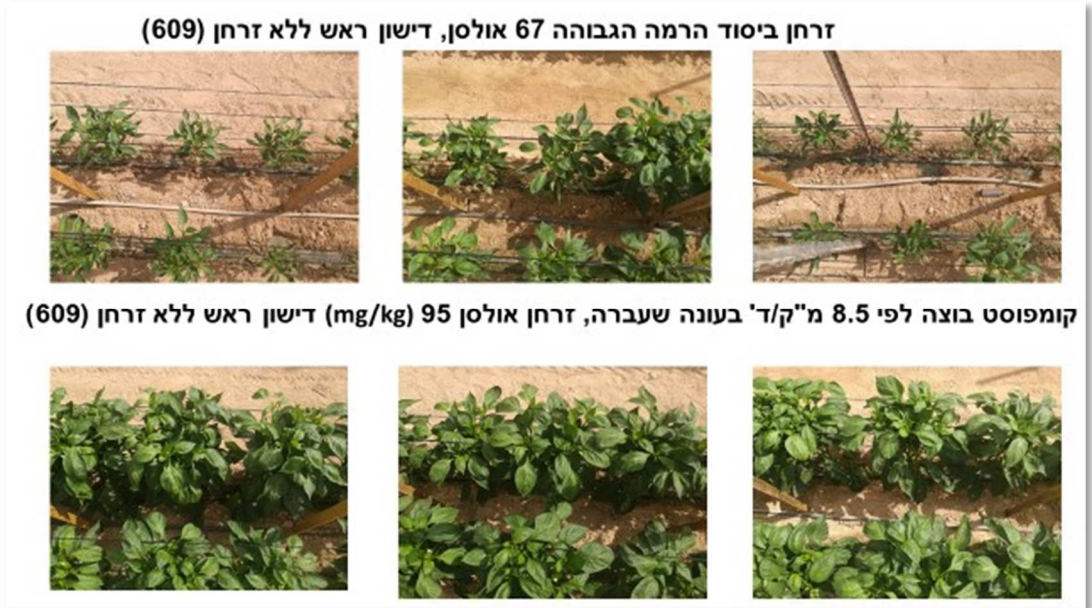 זרחן ביסוד הרמה הגבוהה 67 אולסן, דישון ראש ללא זרחן (609)
קומפוסט בוצה לפי 8.5 מ"ק/ד' בעונה שעברה, זרחן אולסן 95 (mg/kg) דישון ראש ללא זרחן (609)